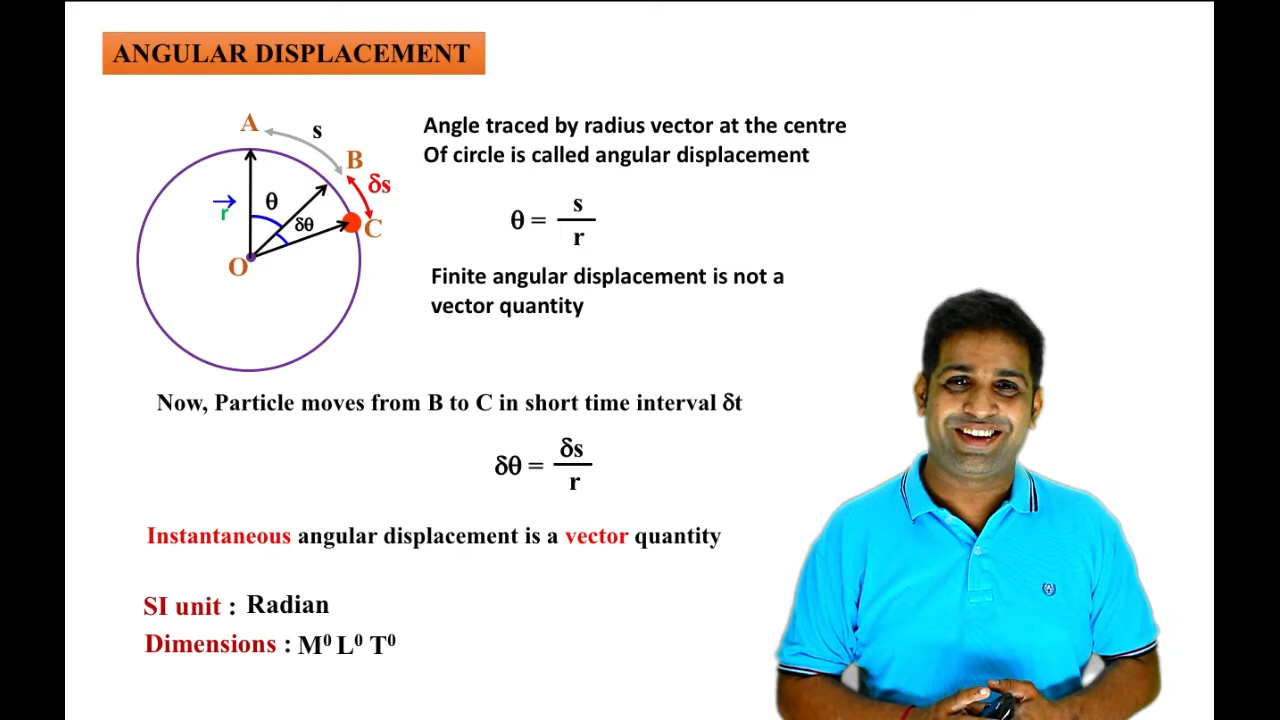 ANGULAR DISPLACEMENT
A
s
B
δs
r
θ
δθ
C
O
Angle traced by radius vector at the centre
Of circle is called angular displacement
θ = s/r
Finite angular displacement is not a
vector quantity
Now, Particle moves from B to C in short time interval δt
δθ = δs/r
Instantaneous angular displacement is a vector quantity
SI unit : Radian
Dimensions : M⁰ L⁰ T⁰